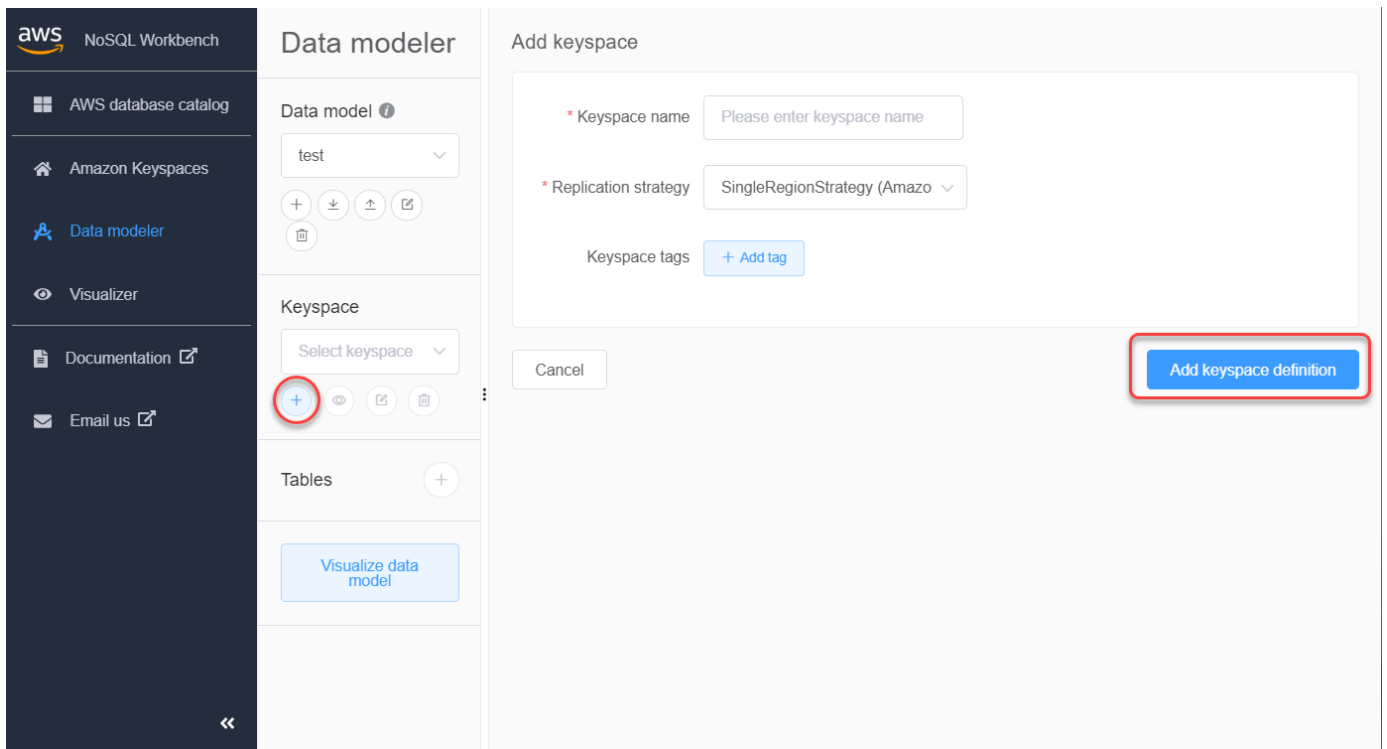 aws NoSQL Workbench
AWS database catalog
Amazon Keyspaces
Data modeler
Visualizer
Documentation
Email us
Data modeler
Data model
test
Keyspace
Select keyspace
Tables
Visualize data
model
Add keyspace
* Keyspace name Please enter keyspace name
* Replication strategy SingleRegionStrategy (Amazo
Keyspace tags + Add tag
Cancel
Add keyspace definition